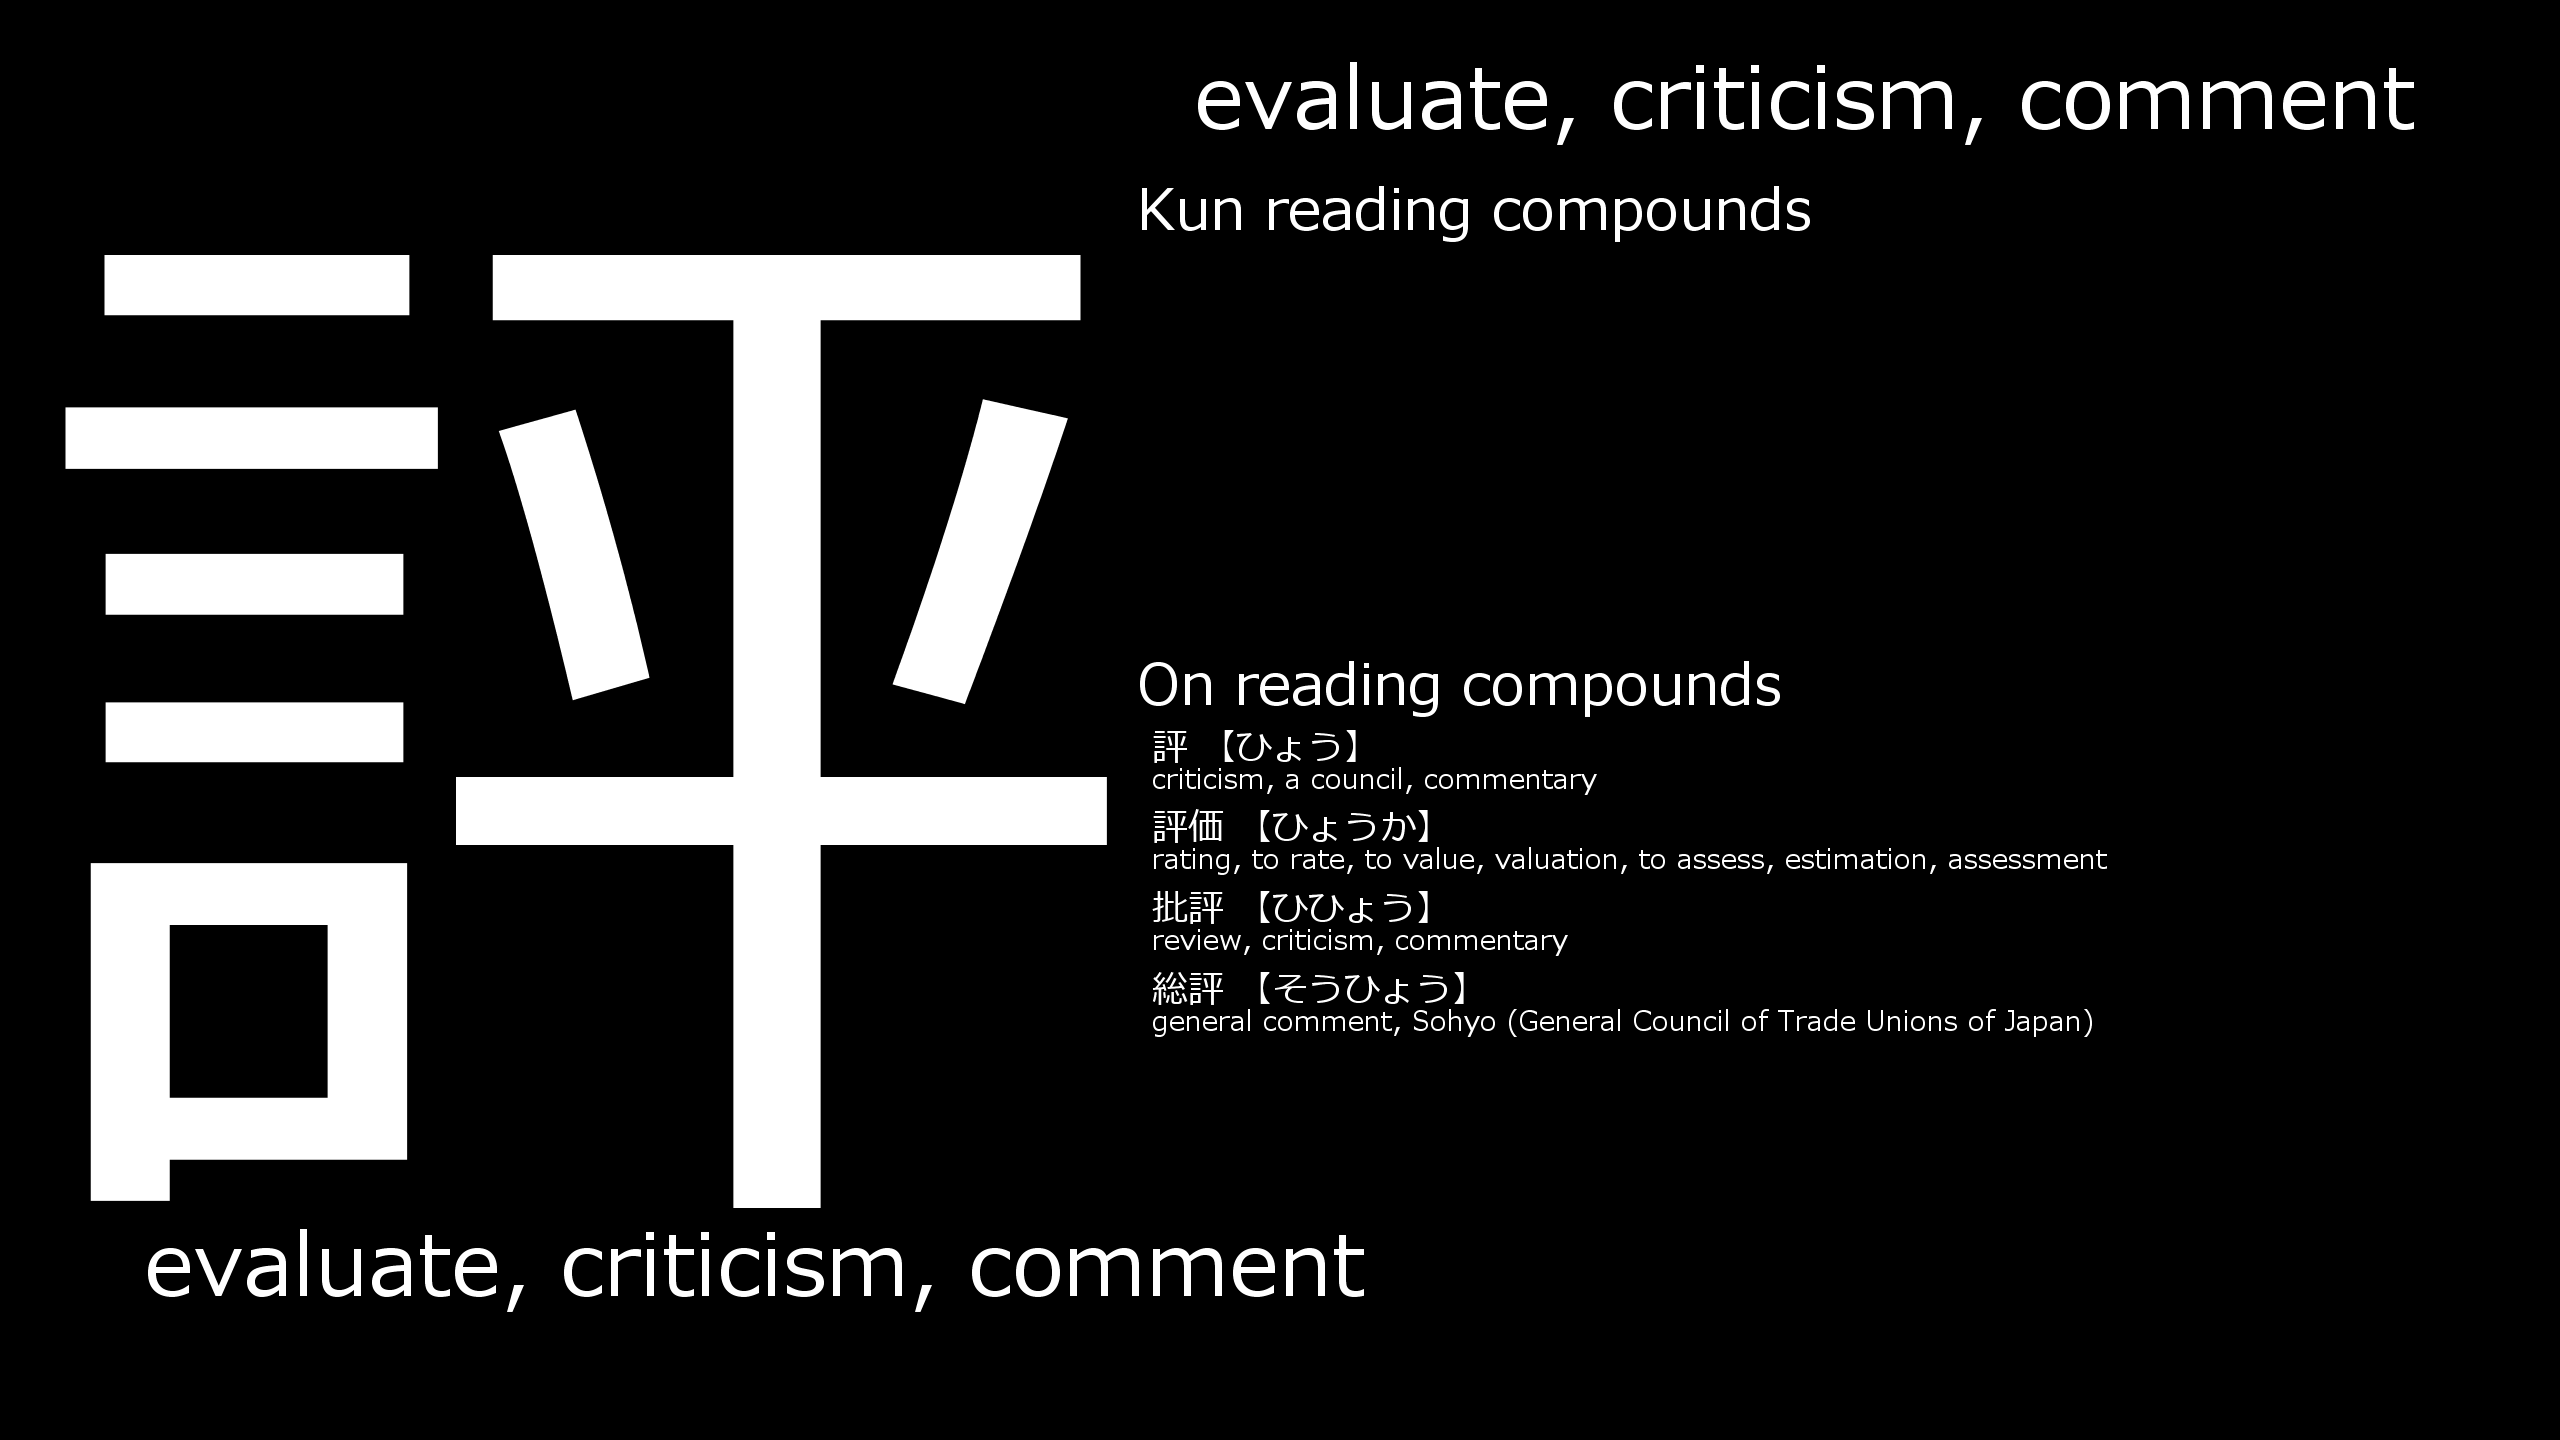 評
evaluate, criticism, comment
evaluate, criticism, comment
Kun reading compounds
On reading compounds
評 【ひょう】
criticism, a council, commentary
評価 【ひょうか】
rating, to rate, to value, valuation, to assess, estimation, assessment
批評 【ひひょう】
review, criticism, commentary
総評 【そうひょう】
general comment, Sohyo (General Council of Trade Unions of Japan)